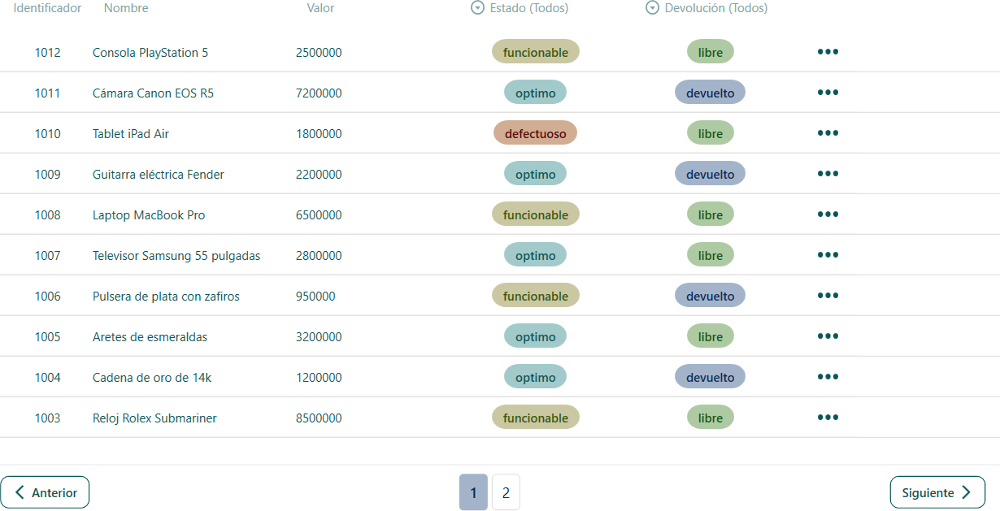 Identificador Nombre Valor Estado (Todos) Devolución (Todos)
1012 Consola PlayStation 5 2500000 funcionable libre
1011 Cámara Canon EOS R5 7200000 optimo devuelto
1010 Tablet iPad Air 1800000 defectuoso libre
1009 Guitarra eléctrica Fender 2200000 optimo devuelto
1008 Laptop MacBook Pro 6500000 funcionable libre
1007 Televisor Samsung 55 pulgadas 2800000 optimo libre
1006 Pulsera de plata con zafiros 950000 funcionable devuelto
1005 Aretes de esmeraldas 3200000 optimo libre
1004 Cadena de oro de 14k 1200000 optimo devuelto
1003 Reloj Rolex Submariner 8500000 funcionable libre
Anterior 1 2 Siguiente